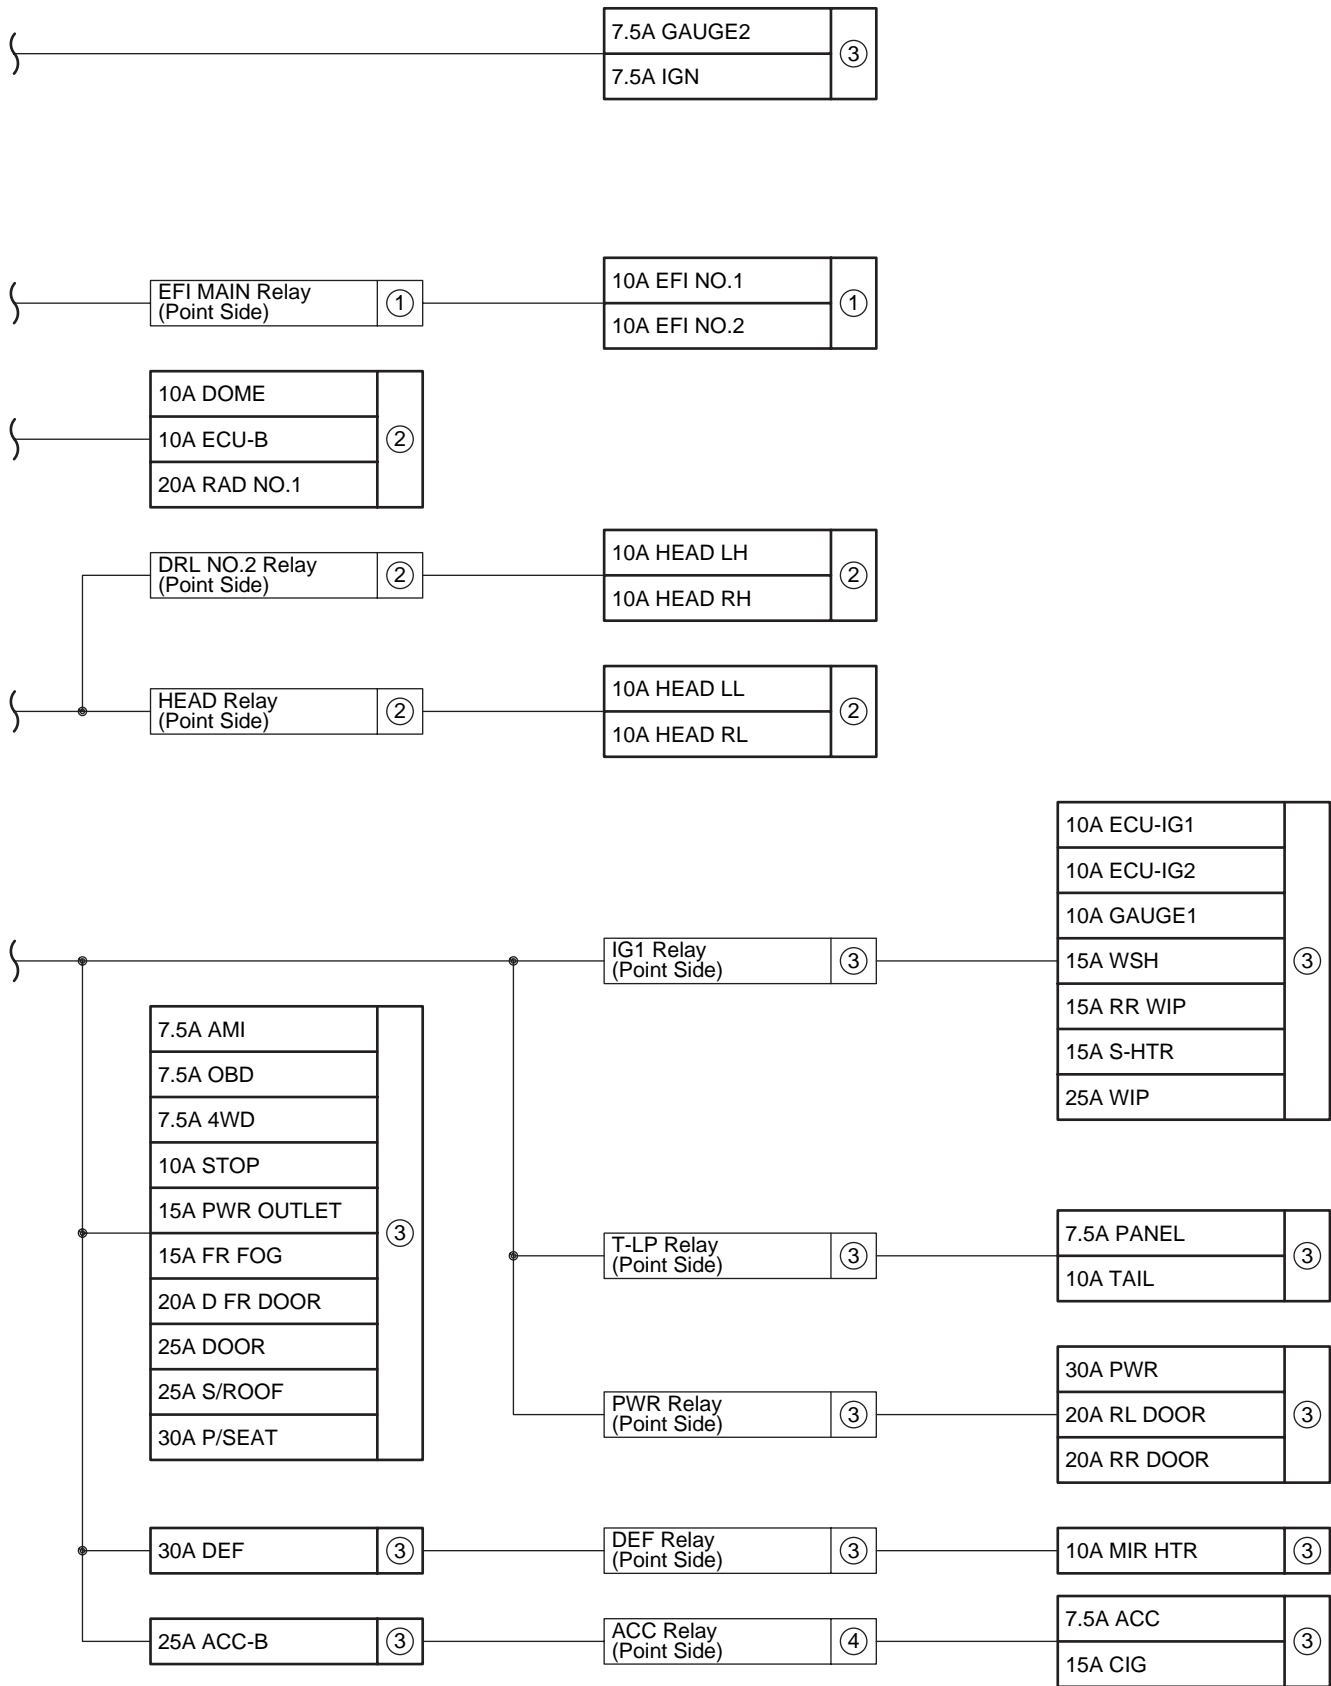 7.5A GAUGE2
7.5A IGN
③
EFI MAIN Relay
(Point Side)
①
10A EFI NO.1
10A EFI NO.2
①
10A DOME
10A ECU-B
20A RAD NO.1
②
DRL NO.2 Relay
(Point Side)
②
10A HEAD LH
10A HEAD RH
②
HEAD Relay
(Point Side)
②
10A HEAD LL
10A HEAD RL
②
IG1 Relay
(Point Side)
③
10A ECU-IG1
10A ECU-IG2
10A GAUGE1
15A WSH
15A RR WIP
15A S-HTR
25A WIP
③
7.5A AMI
7.5A OBD
7.5A 4WD
10A STOP
15A PWR OUTLET
15A FR FOG
20A D FR DOOR
25A DOOR
25A S/ROOF
30A P/SEAT
③
T-LP Relay
(Point Side)
③
7.5A PANEL
10A TAIL
③
PWR Relay
(Point Side)
③
30A PWR
20A RL DOOR
20A RR DOOR
③
30A DEF
③
DEF Relay
(Point Side)
③
10A MIR HTR
③
25A ACC-B
③
ACC Relay
(Point Side)
④
7.5A ACC
15A CIG
③